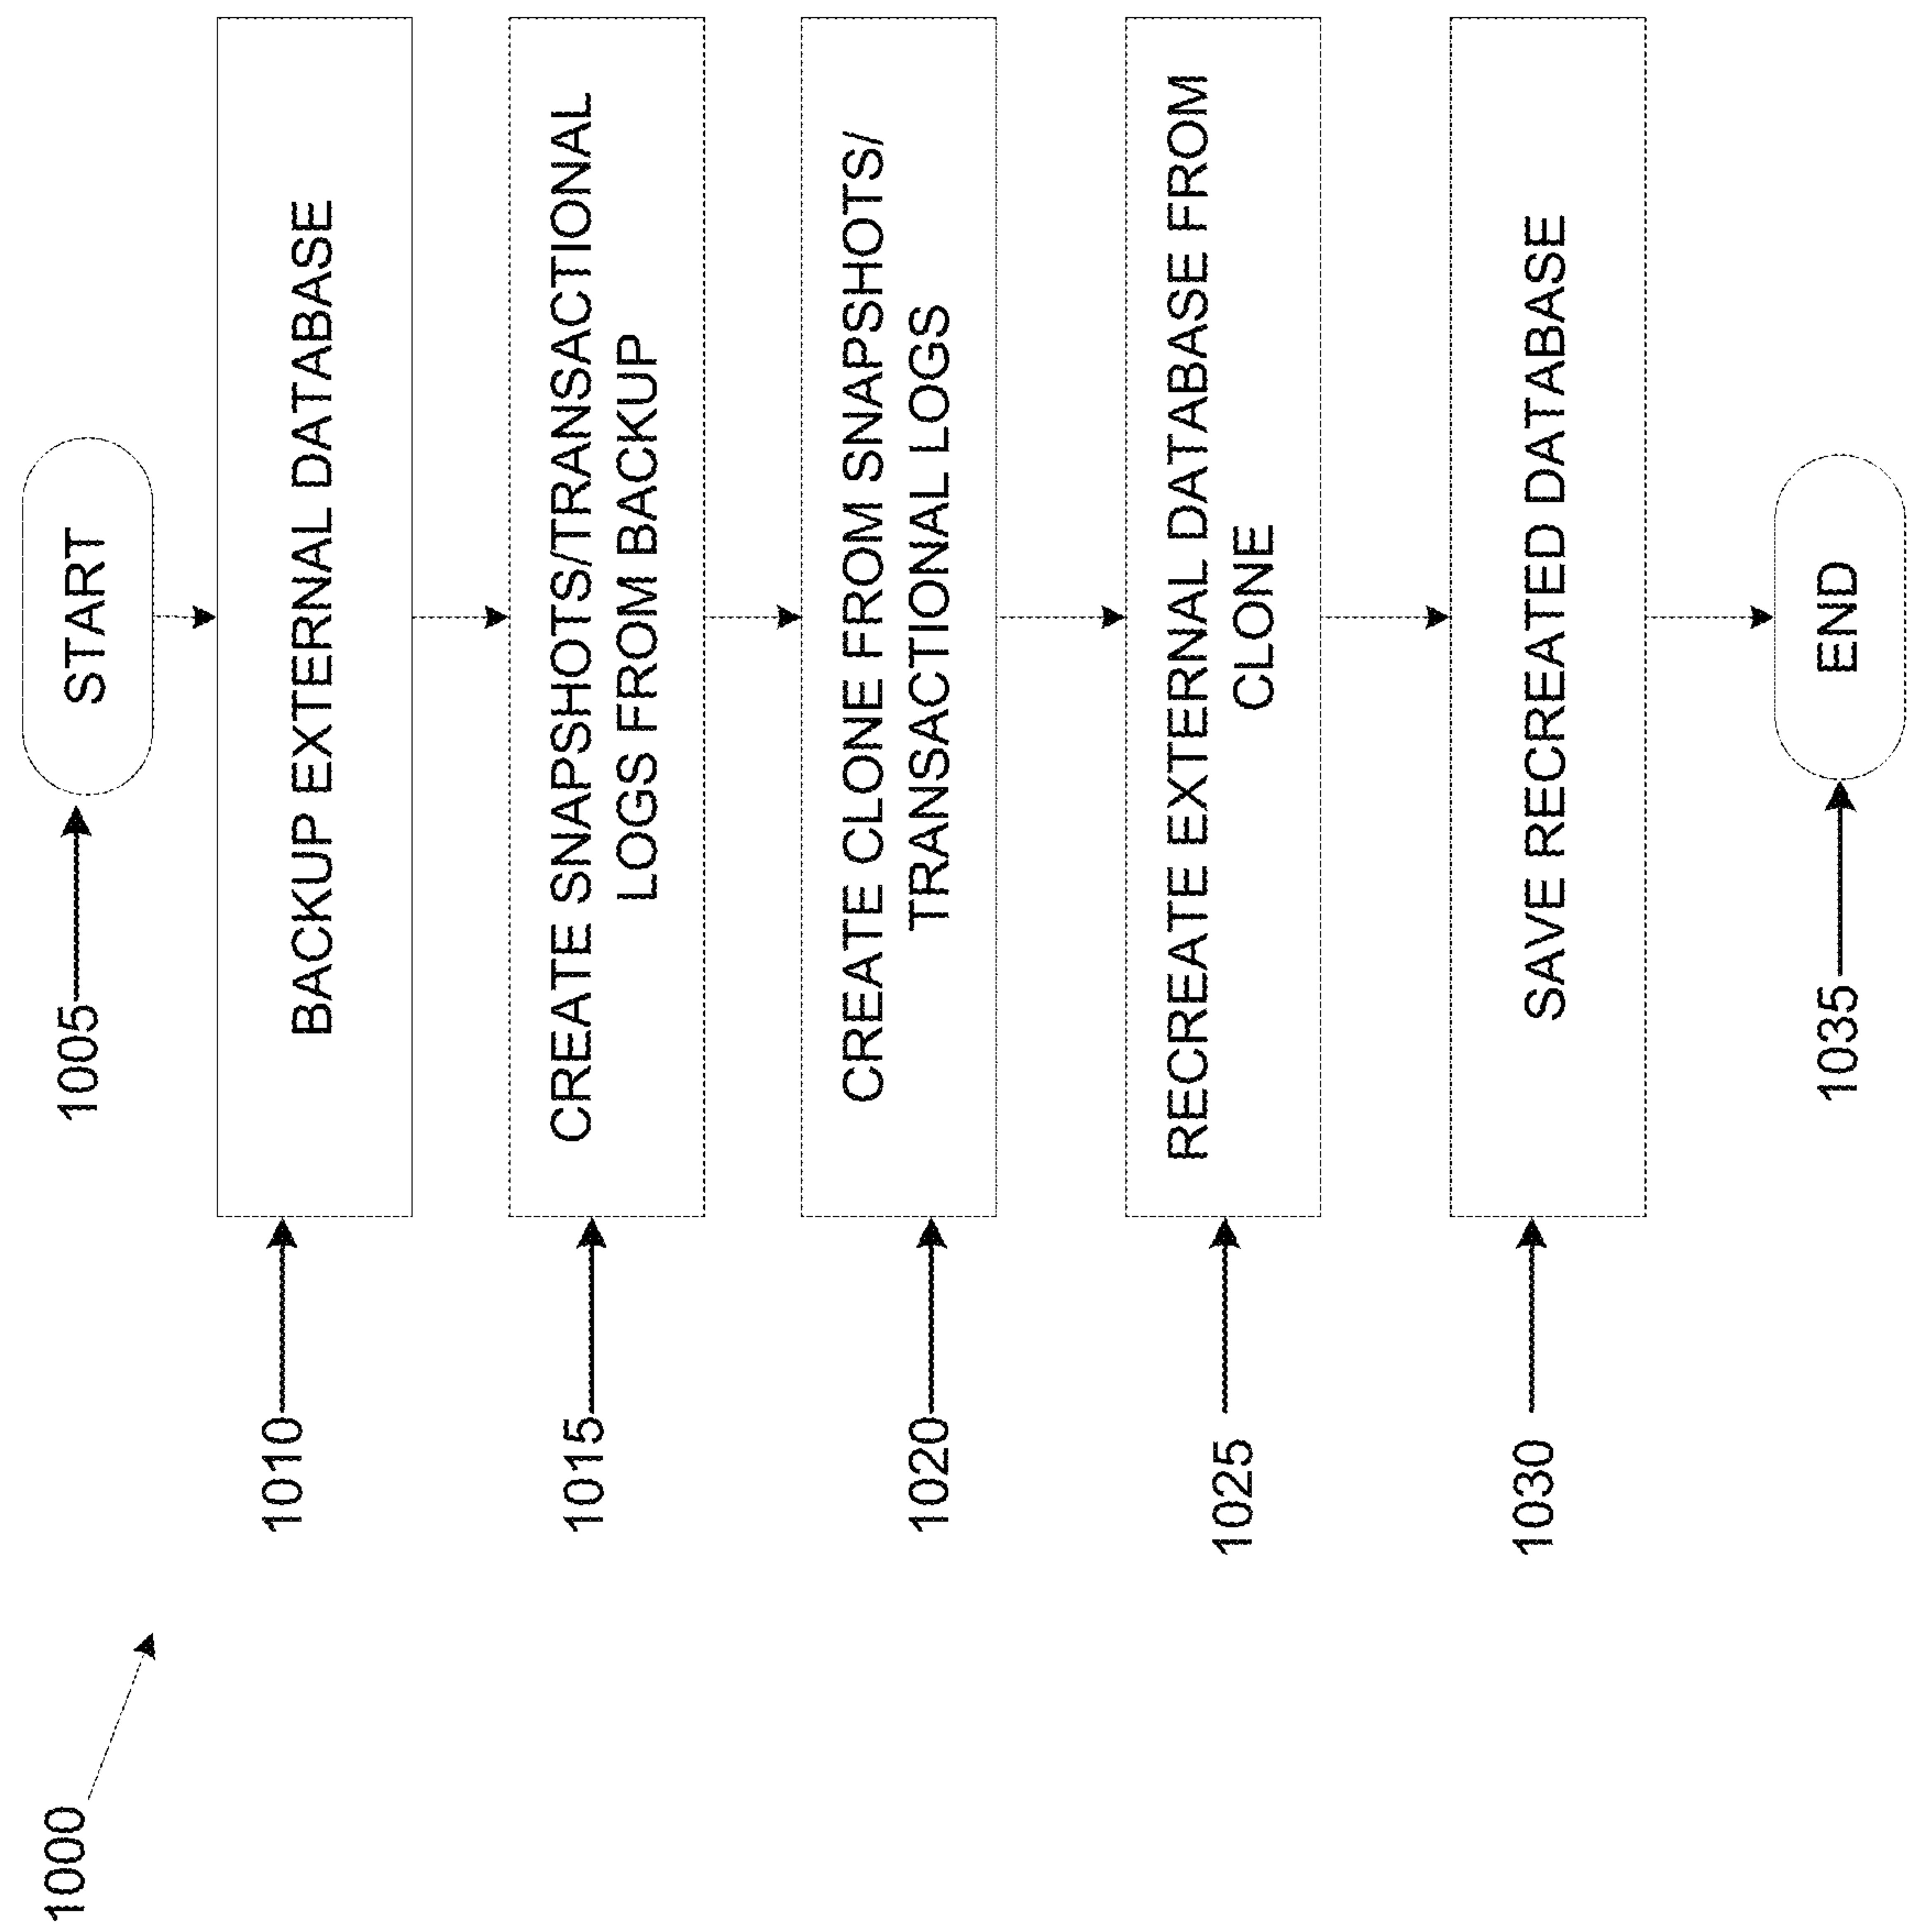 1000
1005
START
1010
BACKUP EXTERNAL DATABASE
1015
CREATE SNAPSHOTS/TRANSACTIONAL
LOGS FROM BACKUP
1020
CREATE CLONE FROM SNAPSHOTS/
TRANSACTIONAL LOGS
1025
RECREATE EXTERNAL DATABASE FROM
CLONE
1030
SAVE RECREATED DATABASE
1035
END